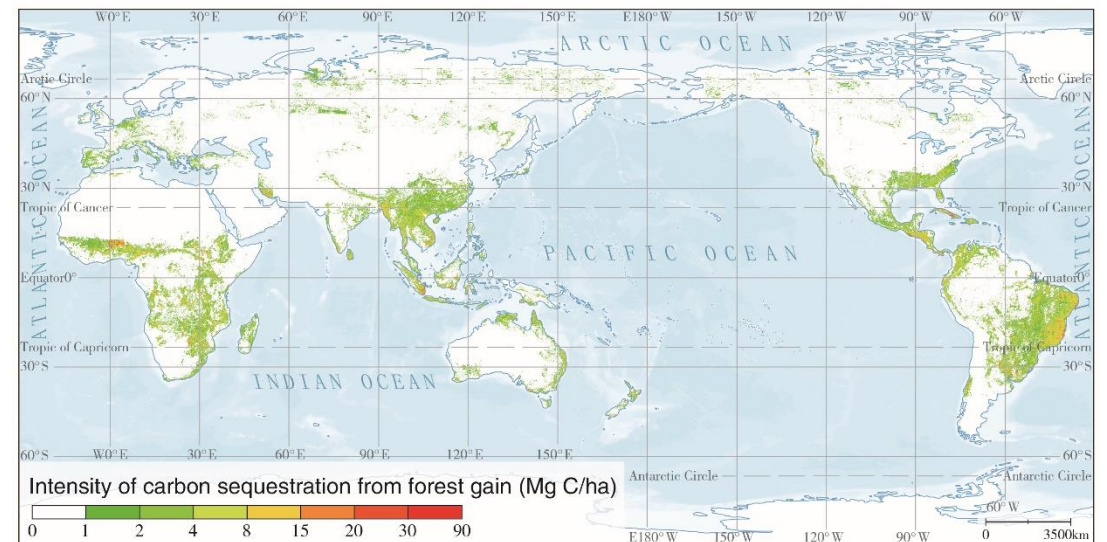 W0° E 30° E 60° E 90° E 120° E 150° E E180° W 150° W 120° W 90° W 60° W
ARCTIC OCEAN
Arctic Circle Arctic Circle
60° N 60° N
ATLANTIC OCEAN ATLANTIC OCEAN
30° N 30° N
Tropic of Cancer Tropic of Cancer
PACIFIC OCEAN
Equator0° Equator0°
Tropic of Capricorn Tropic of Capricorn
30° S 30° S
INDIAN OCEAN
60° S 60° S
W0° E 30° E 60° E 90° E 120° E 150° E
Antarctic Circle Antarctic Circle
Intensity of carbon sequestration from forest gain (Mg C/ha)
60° W
0 1 2 4 8 15 20 30 90
0 3500km
E180° W 150° W 120° W 90° W